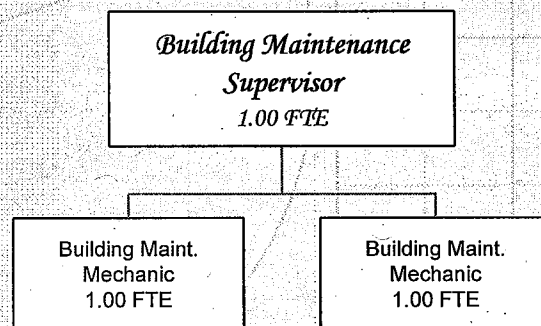 Building Maintenance
Supervisor
1.00 FTE
Building Maint.
Mechanic
1.00 FTE
Building Maint.
Mechanic
1.00 FTE